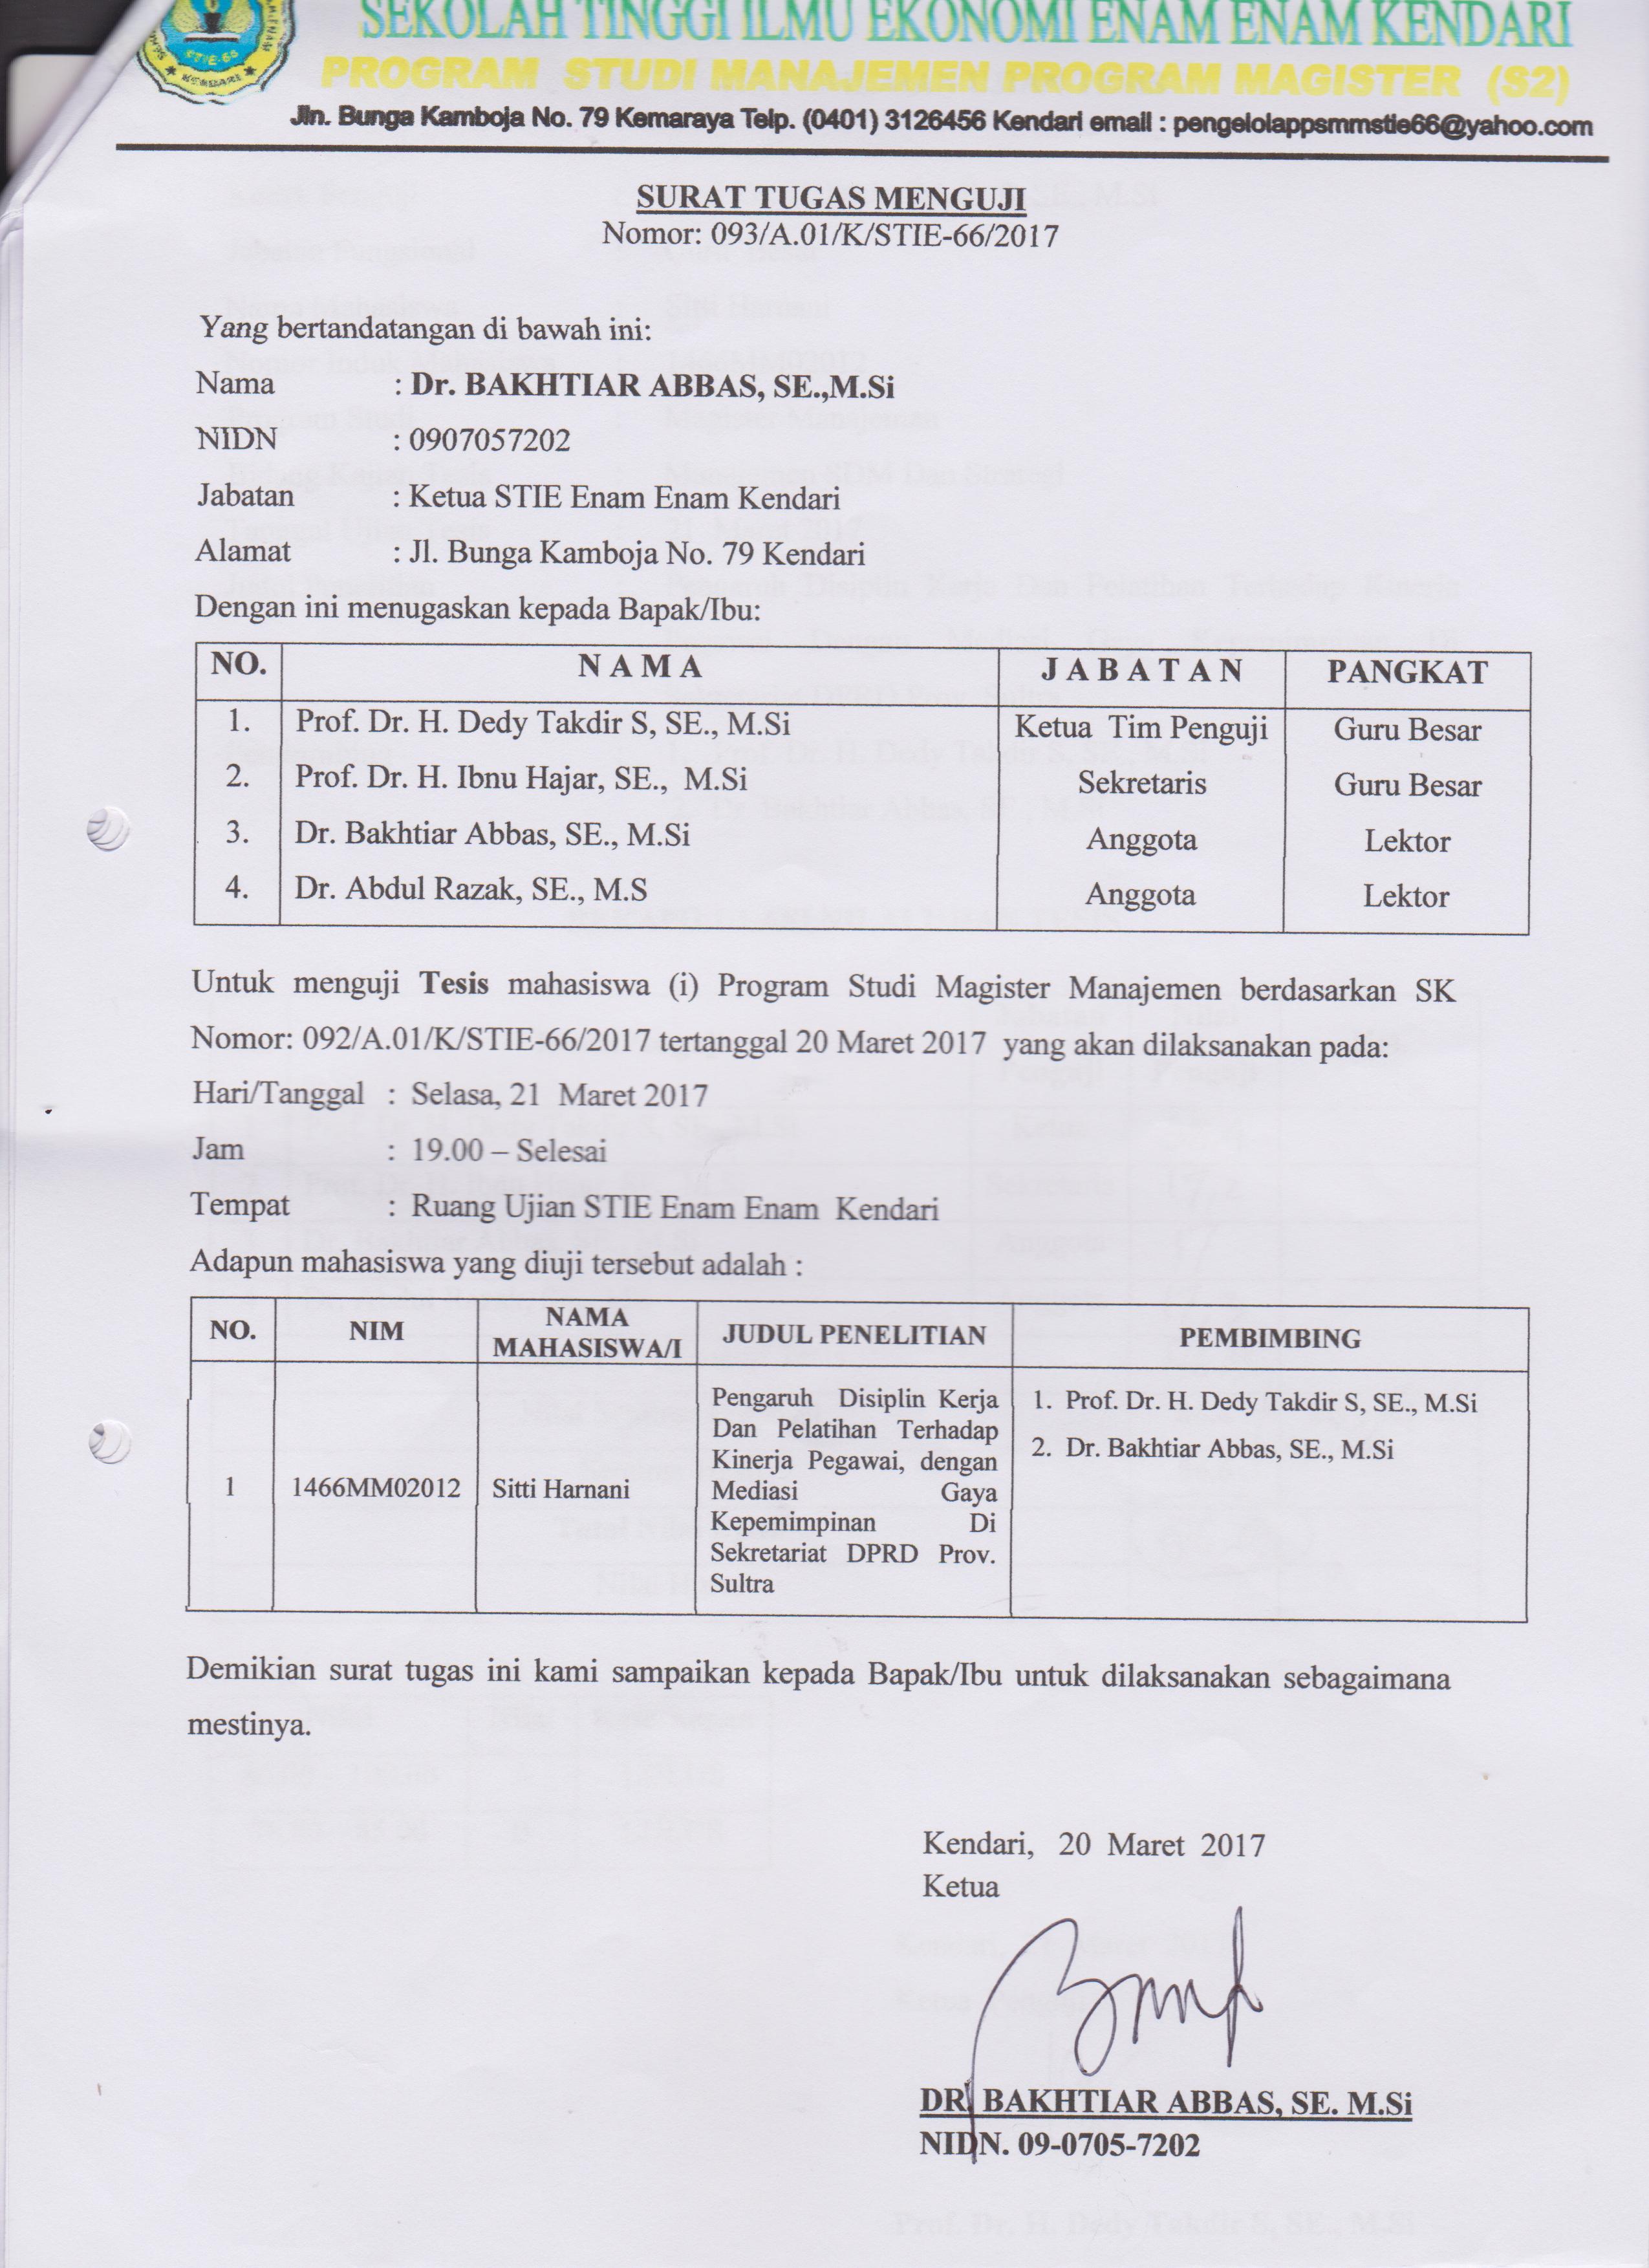 SEKOLAH TINGGI ILMU EKONOMI ENAM ENAM KENDARI
PROGRAM STUDI MANAJEMEN PROGRAM MAGISTER (S2)
Jln. Bunga Kamboja No. 79 Kemaraya Telp. (0401) 3126456 Kendari email : pengelolappsmmstie66@yahoo.com
STIE-66
KENDARI
SURAT TUGAS MENGUJI
Nomor: 093/A.01/K/STIE-66/2017
Yang bertandatangan di bawah ini:
Nama : Dr. BAKHTIAR ABBAS, SE.,M.Si
NIDN : 0907057202
Jabatan : Ketua STIE Enam Enam Kendari
Alamat : Jl. Bunga Kamboja No. 79 Kendari
Dengan ini menugaskan kepada Bapak/Ibu:
NO. N A M A J A B A T A N PANGKAT
1. Prof. Dr. H. Dedy Takdir S, SE., M.Si Ketua Tim Penguji Guru Besar
2. Prof. Dr. H. Ibnu Hajar, SE., M.Si Sekretaris Guru Besar
3. Dr. Bakhtiar Abbas, SE., M.Si Anggota Lektor
4. Dr. Abdul Razak, SE., M.S Anggota Lektor
Untuk menguji Tesis mahasiswa (i) Program Studi Magister Manajemen berdasarkan SK
Nomor: 092/A.01/K/STIE-66/2017 tertanggal 20 Maret 2017 yang akan dilaksanakan pada:
Hari/Tanggal : Selasa, 21 Maret 2017
Jam : 19.00 – Selesai
Tempat : Ruang Ujian STIE Enam Enam Kendari
Adapun mahasiswa yang diuji tersebut adalah :
NO. NIM NAMA MAHASISWA/I JUDUL PENELITIAN PEMBIMBING
1 1466MM02012 Sitti Harnani
Pengaruh Disiplin Kerja
Dan Pelatihan Terhadap
Kinerja Pegawai, dengan
Mediasi Gaya
Kepemimpinan Di
Sekretariat DPRD Prov.
Sultra
1. Prof. Dr. H. Dedy Takdir S, SE., M.Si
2. Dr. Bakhtiar Abbas, SE., M.Si
Demikian surat tugas ini kami sampaikan kepada Bapak/Ibu untuk dilaksanakan sebagaimana
mestinya.
Kendari, 20 Maret 2017
Ketua
DR. BAKHTIAR ABBAS, SE. M.Si
NIDN. 09-0705-7202